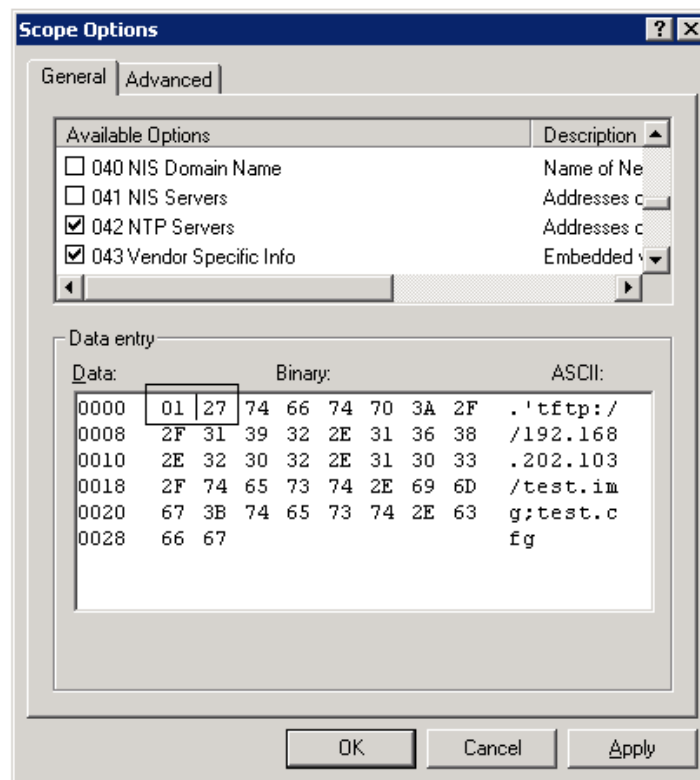 Scope Options
General Advanced
Available Options Description
040 NIS Domain Name Name of Ne
041 NIS Servers Addresses c
042 NTP Servers Addresses c
043 Vendor Specific Info Embedded v
Data entry
Data: Binary: ASCII:
0000 01 27 74 66 74 70 3A 2F .'tftp:/
0008 2F 31 39 32 2E 31 36 38 /192.168
0010 2E 32 30 32 2E 31 30 33 .202.103
0018 2F 74 65 73 74 2E 69 6D /test.im
0020 67 3B 74 65 73 74 2E 63 g;test.c
0028 66 67 fg
OK Cancel Apply